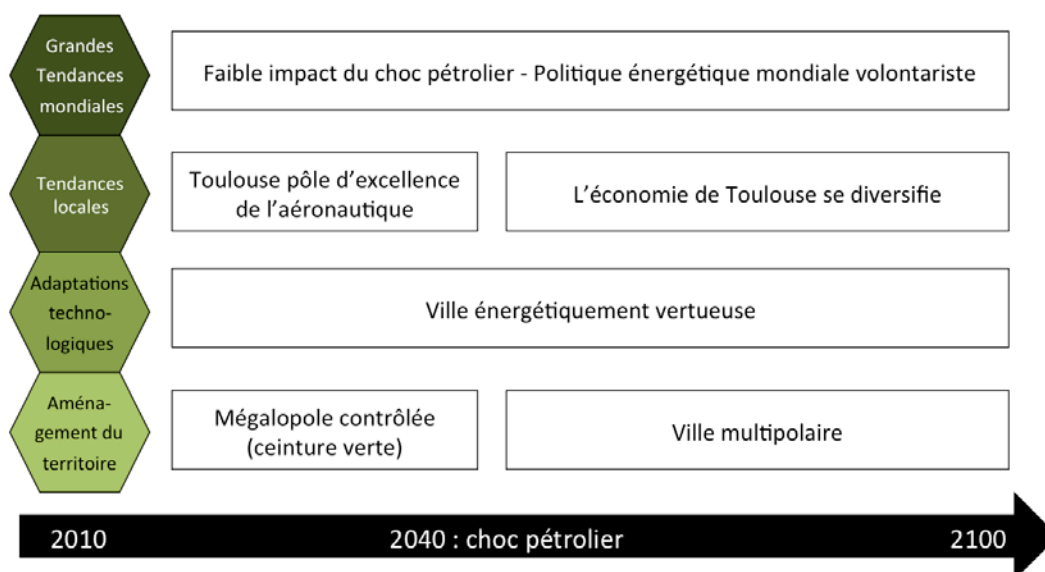 Grandes
Tendances
mondiales
Faible impact du choc pétrolier - Politique énergétique mondiale volontariste
Tendances
locales
Toulouse pôle d’excellence
de l’aéronautique
L’économie de Toulouse se diversifie
Adaptations
techno-
logiques
Ville énergétiquement vertueuse
Aména-
gement du
territoire
Mégalopole contrôlée
(ceinture verte)
Ville multipolaire
2010 2040 : choc pétrolier 2100